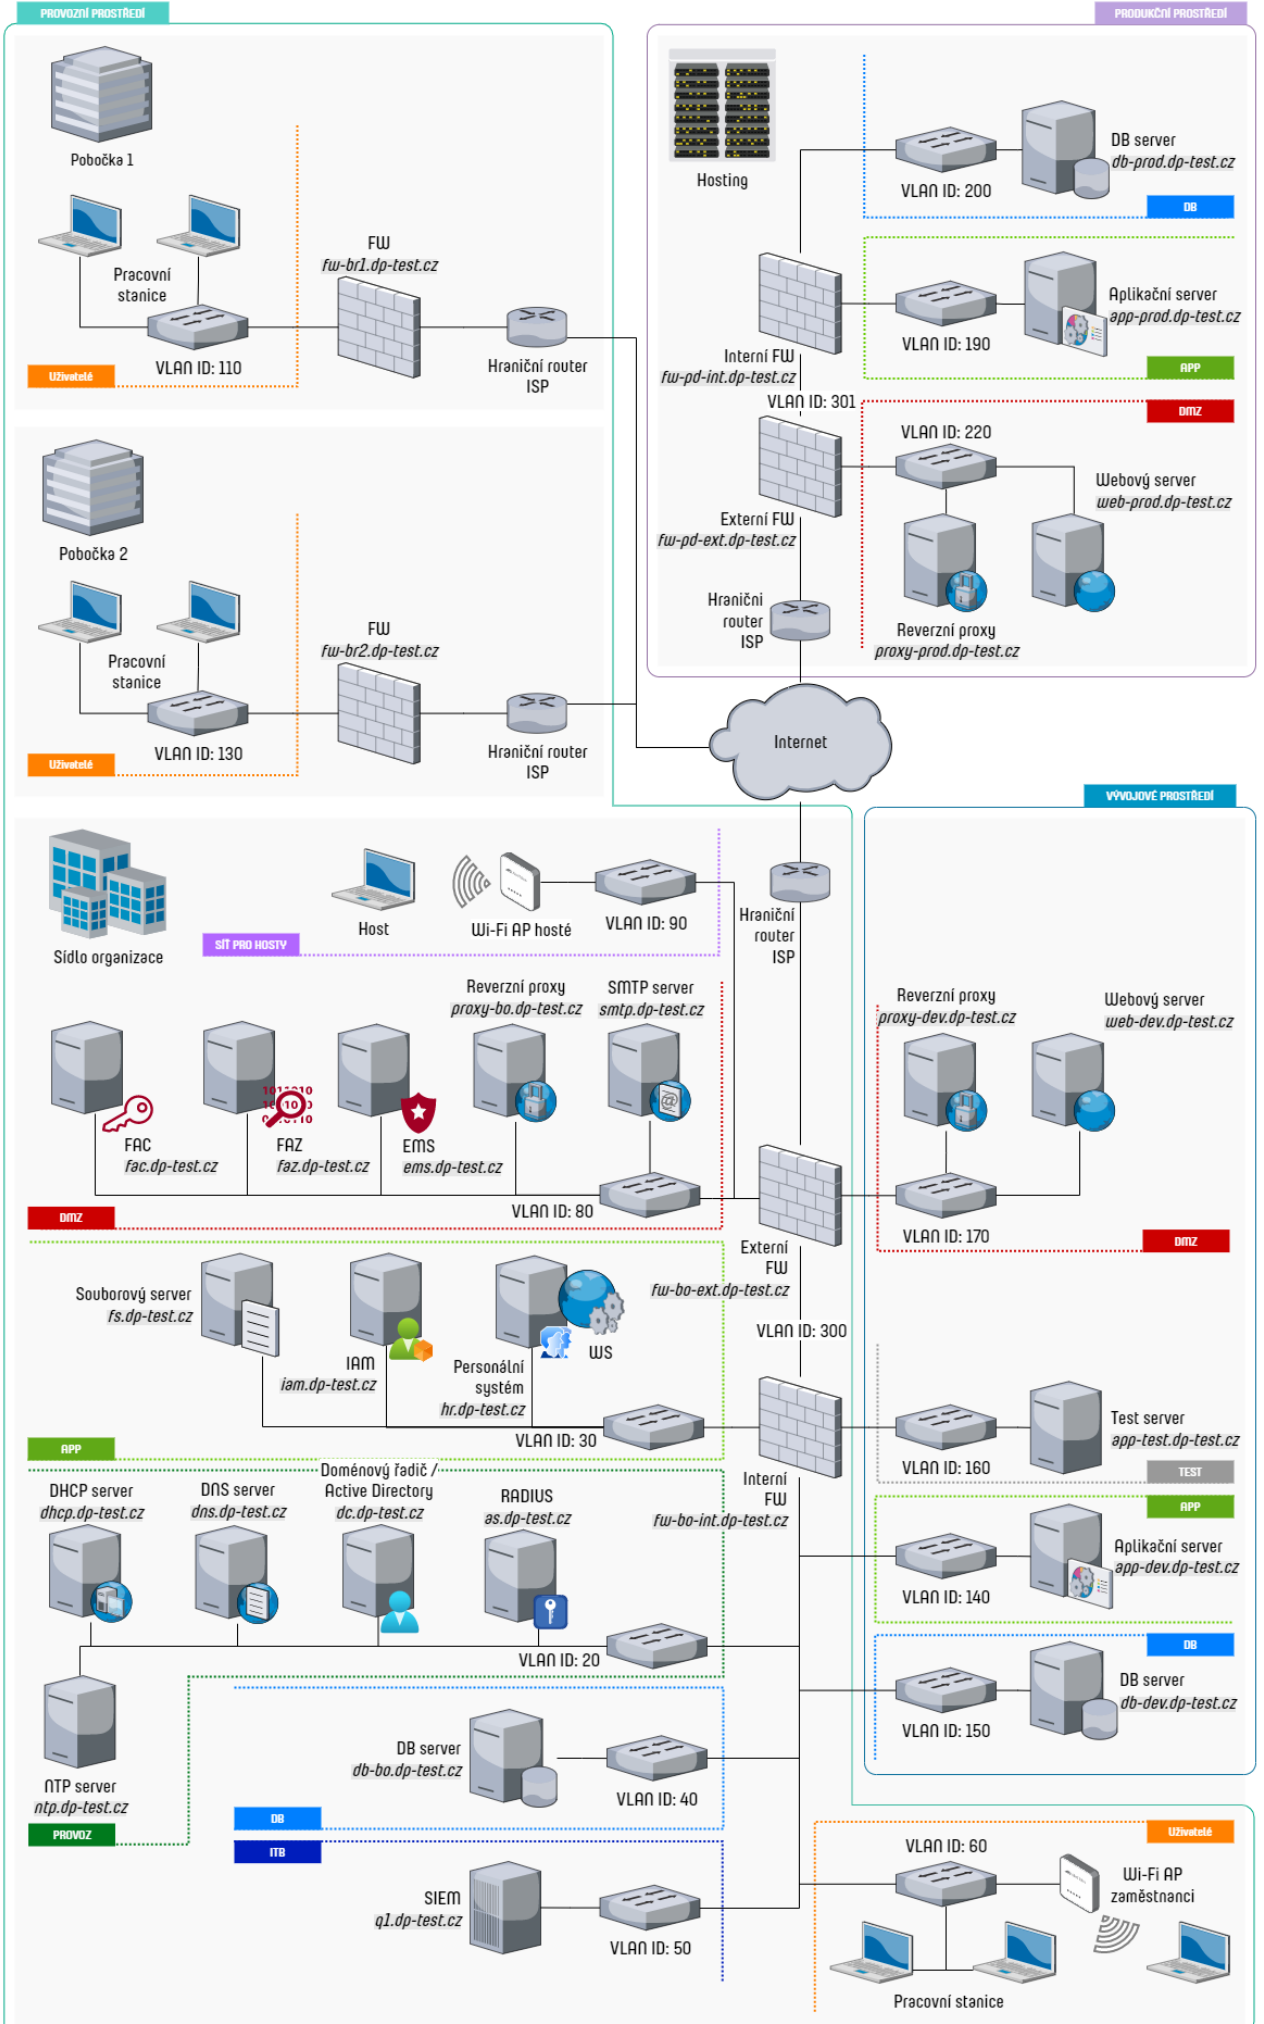 PROVOZNÍ PROSTŘEDÍ
Pobočka 1
Pracovní
stanice
VLAN ID: 110
Uživatelé
FW
fw-br1.dp-test.cz
Hraniční router
ISP
Pobočka 2
Pracovní
stanice
VLAN ID: 130
Uživatelé
FW
fw-br2.dp-test.cz
Hraniční router
ISP
PRODUKČNÍ PROSTŘEDÍ
Hosting
VLAN ID: 200
DB server
db-prod.dp-test.cz
DB
Interní FW
fw-pd-int.dp-test.cz
VLAN ID: 190
Aplikační server
app-prod.dp-test.cz
APP
VLAN ID: 301
DMZ
VLAN ID: 220
Webový server
web-prod.dp-test.cz
Externí FW
fw-pd-ext.dp-test.cz
Hraniční
router
ISP
Reverzní proxy
proxy-prod.dp-test.cz
Internet
Sídlo organizace
Host
Wi-Fi AP hosté
VLAN ID: 90
SÍŤ PRO HOSTY
Hraniční
router
ISP
FAC
fac.dp-test.cz
1011010
FAZ
faz.dp-test.cz
EMS
ems.dp-test.cz
Reverzní proxy
proxy-bo.dp-test.cz
SMTP server
smtp.dp-test.cz
@
VLAN ID: 80
DMZ
Externí
FW
fw-bo-ext.dp-test.cz
VLAN ID: 300
Souborový server
fs.dp-test.cz
IAM
iam.dp-test.cz
Personální
systém
hr.dp-test.cz
WS
VLAN ID: 30
APP
Interní
FW
fw-bo-int.dp-test.cz
DHCP server
dhcp.dp-test.cz
DNS server
dns.dp-test.cz
Doménový řadič /
Active Directory
dc.dp-test.cz
RADIUS
as.dp-test.cz
VLAN ID: 20
NTP server
ntp.dp-test.cz
PROVOZ
DB server
db-bo.dp-test.cz
VLAN ID: 40
DB
ITB
SIEM
q1.dp-test.cz
VLAN ID: 50
VÝVOJOVÉ PROSTŘEDÍ
Reverzní proxy
proxy-dev.dp-test.cz
Webový server
web-dev.dp-test.cz
VLAN ID: 170
DMZ
Test server
app-test.dp-test.cz
VLAN ID: 160
TEST
APP
Aplikační server
app-dev.dp-test.cz
VLAN ID: 140
DB
DB server
db-dev.dp-test.cz
VLAN ID: 150
Uživatelé
VLAN ID: 60
Wi-Fi AP
zaměstnanci
Pracovní stanice